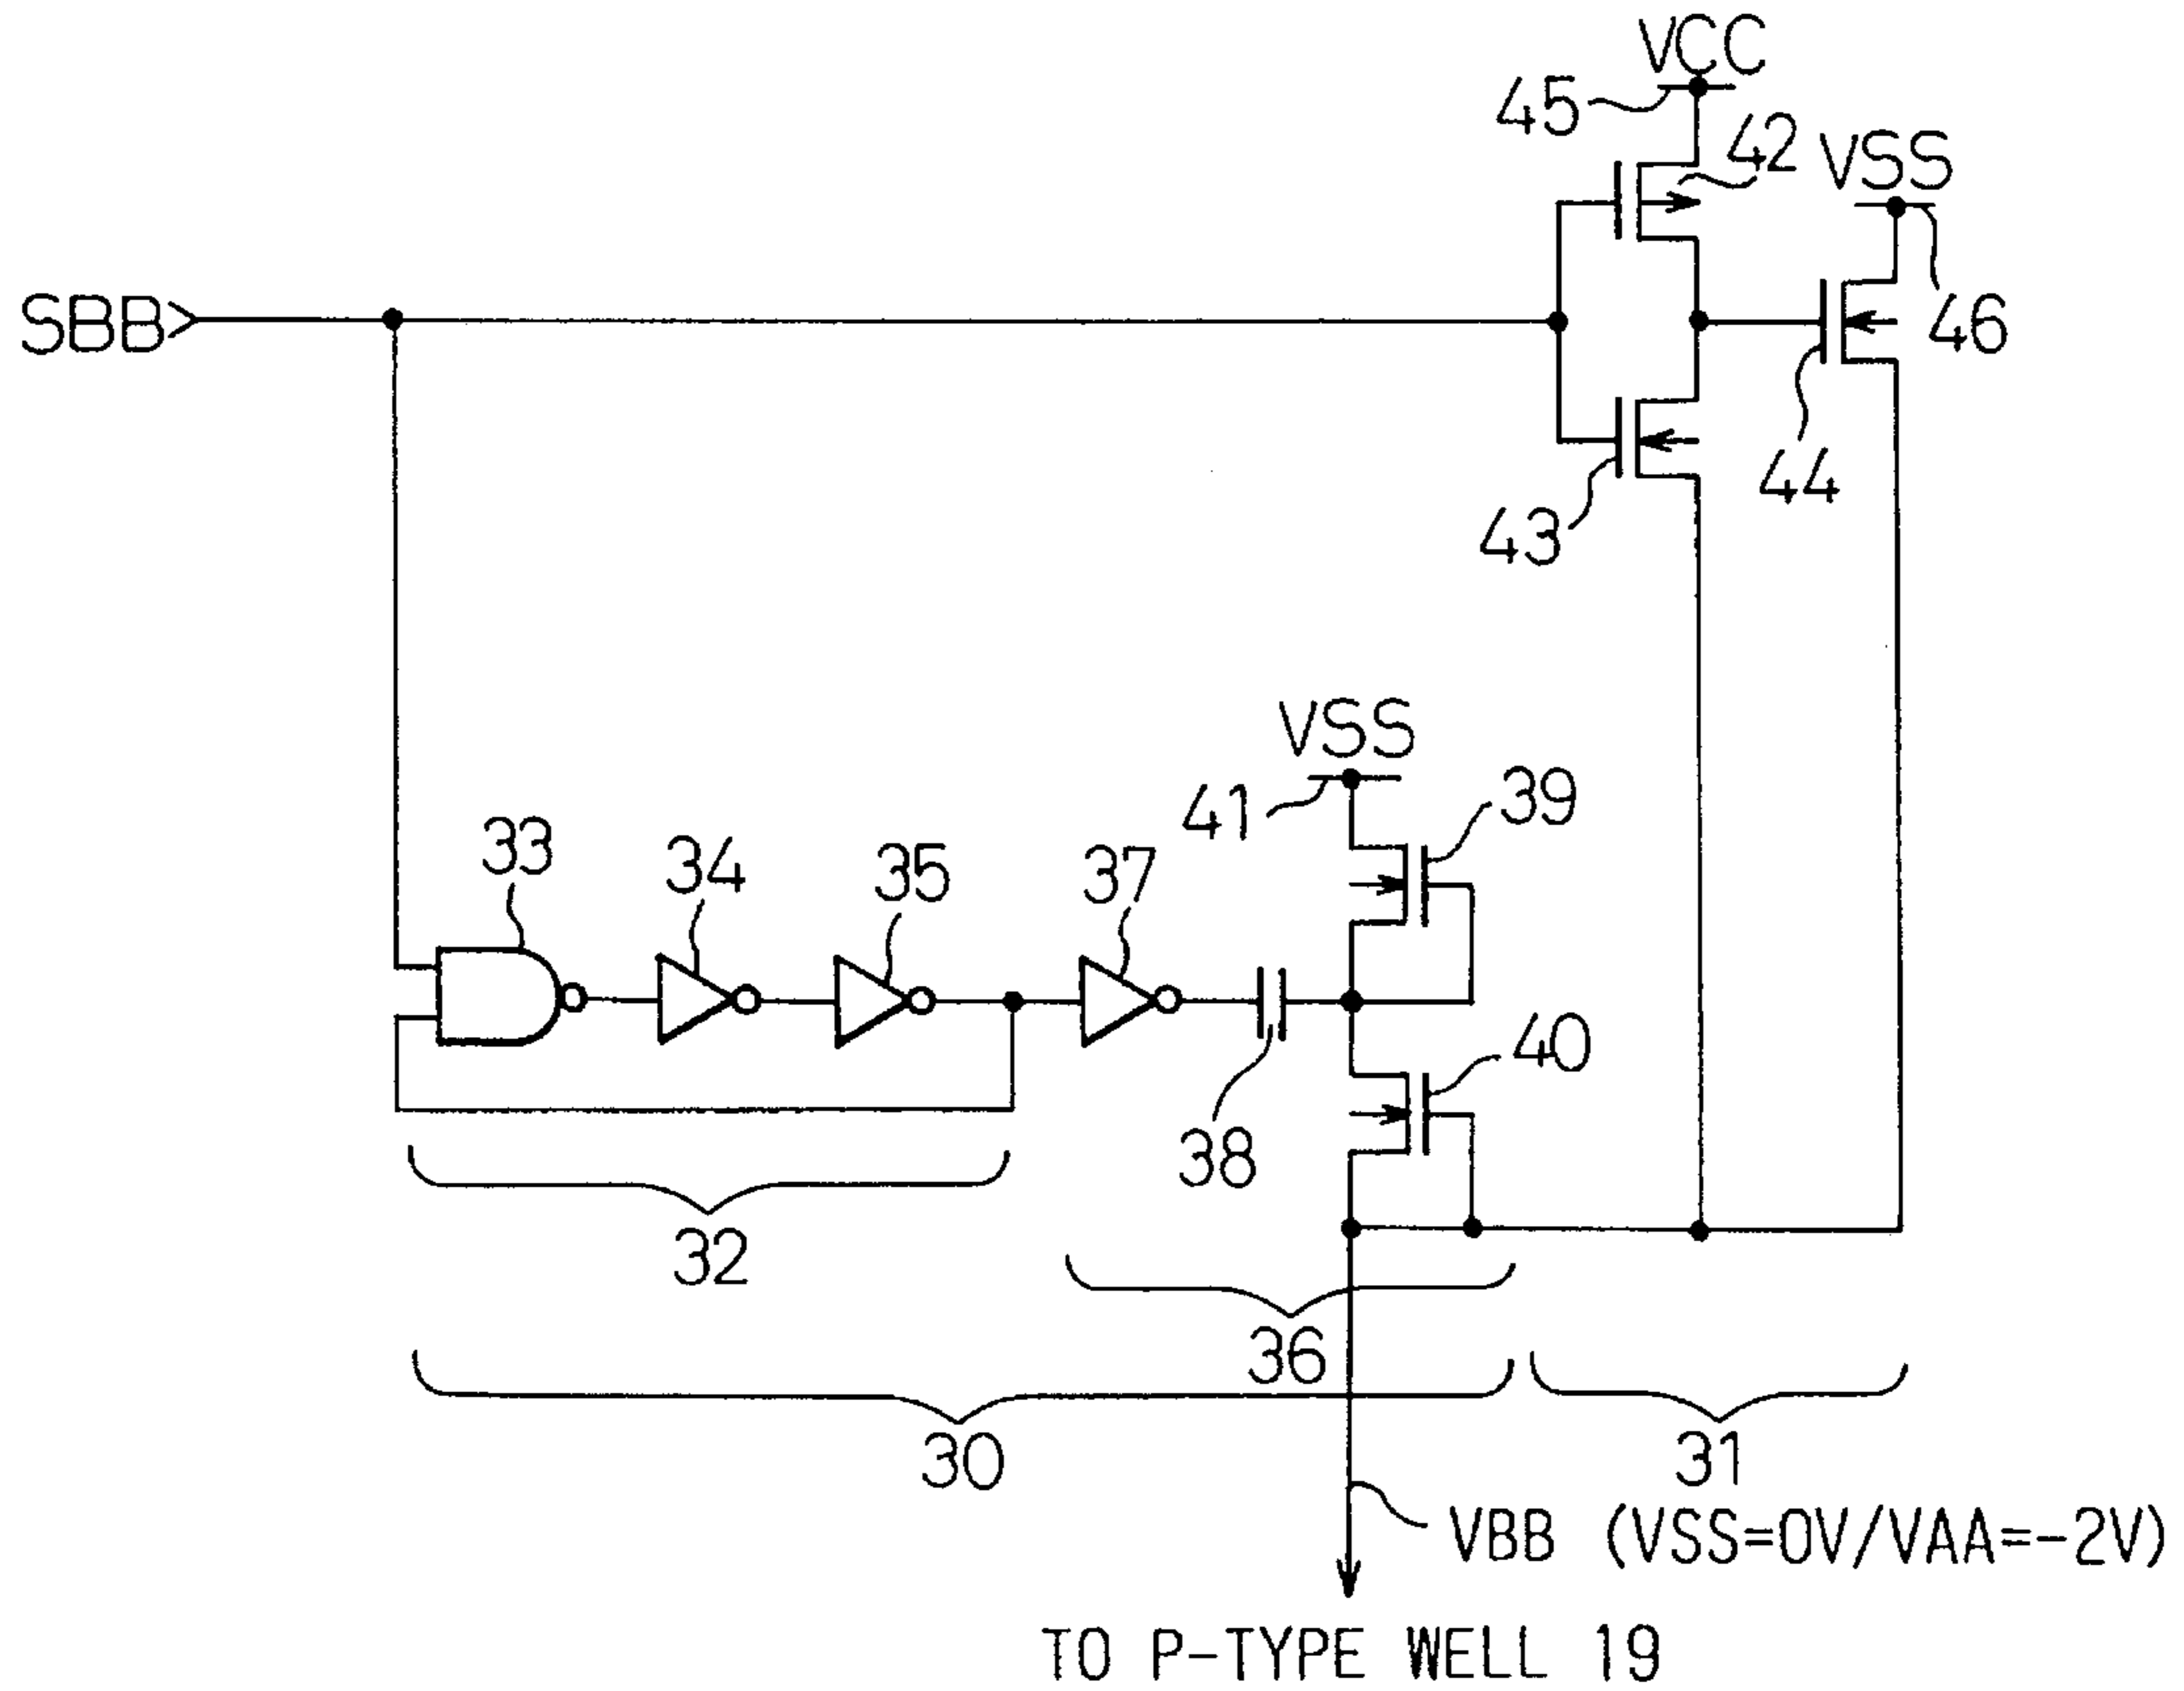 VCC
45
42
VSS
SBB
46
44
43
VSS
41
39
33
34
35
37
40
38
32
36
30
31
VBB (VSS=0V/VAA=-2V)
TO P-TYPE WELL 19